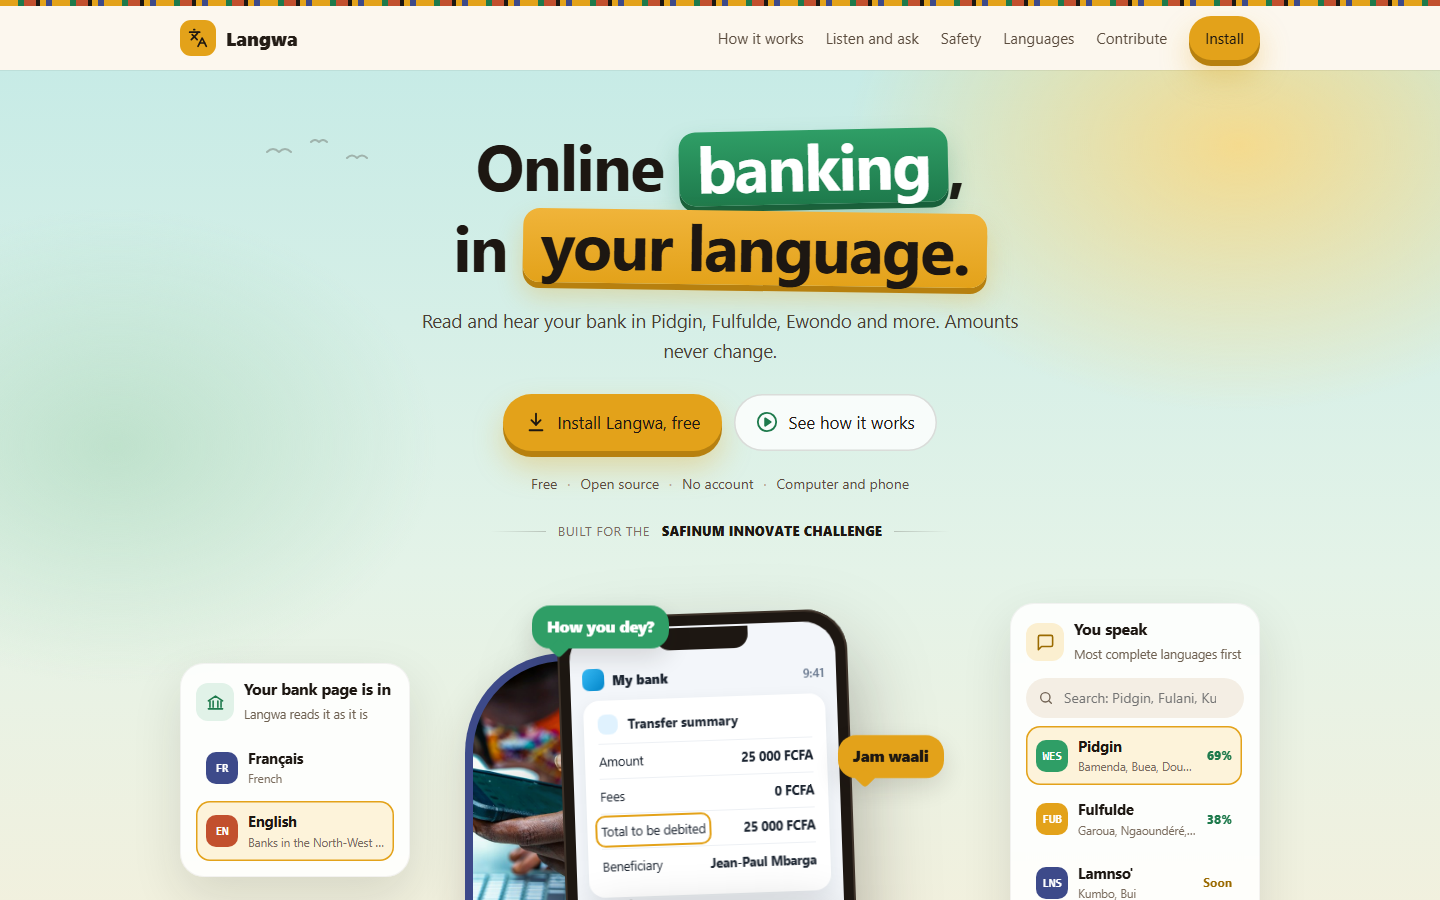 Langwa
How it works
Listen and ask
Safety
Languages
Contribute
Install
Online banking,
in your language.
Read and hear your bank in Pidgin, Fulfulde, Ewondo and more. Amounts
never change.
Install Langwa, free
See how it works
Free · Open source · No account · Computer and phone
BUILT FOR THE SAFINUM INNOVATE CHALLENGE
Your bank page is in
Langwa reads it as it is
FR
Français
French
EN
English
Banks in the North-West ...
How you dey?
My bank
9:41
Transfer summary
Amount 25 000 FCFA
Fees 0 FCFA
Total to be debited 25 000 FCFA
Beneficiary Jean-Paul Mbarga
Jam waali
You speak
Most complete languages first
Search: Pidgin, Fulani, Ku
WES
Pidgin
Bamenda, Buea, Dou...
69%
FUB
Fulfulde
Garoua, Ngaoundéré,...
38%
LNS
Lamnso'
Kumbo, Bui
Soon